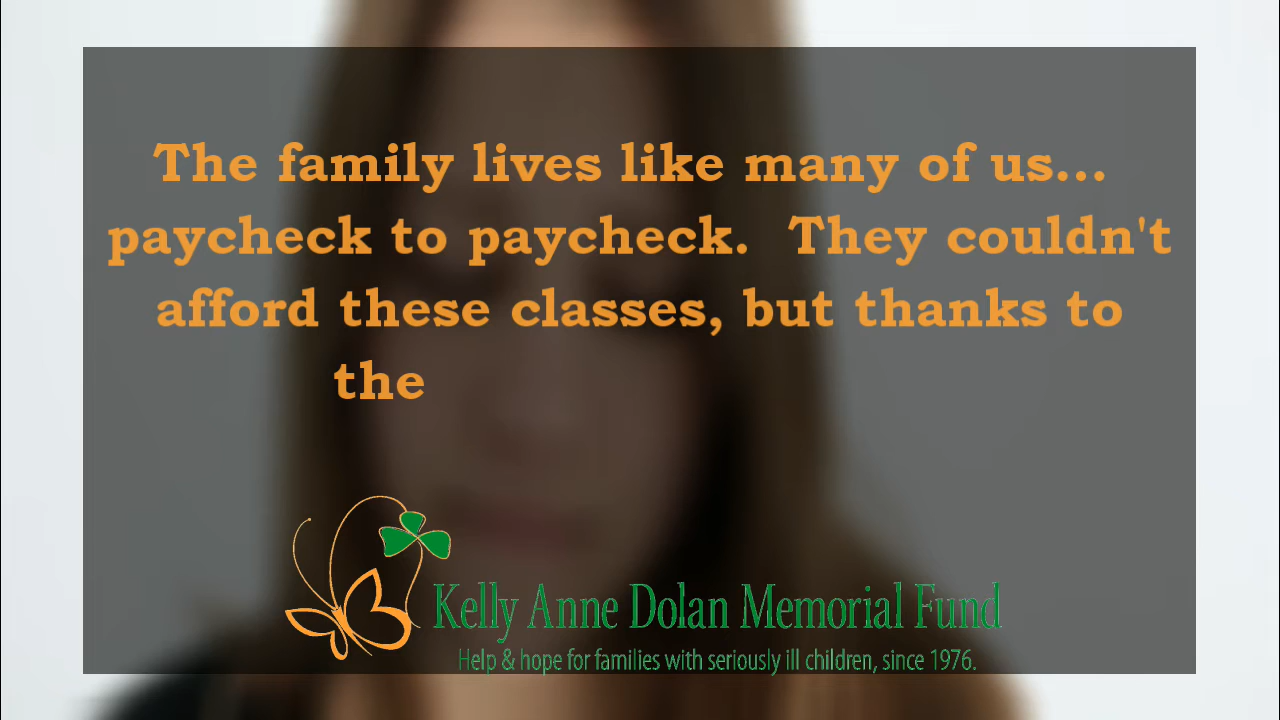 The family lives like many of us...
paycheck to paycheck.  They couldn't
afford these classes, but thanks to
the
Kelly Anne Dolan Memorial Fund
Help & hope for families with seriously ill children, since 1976.